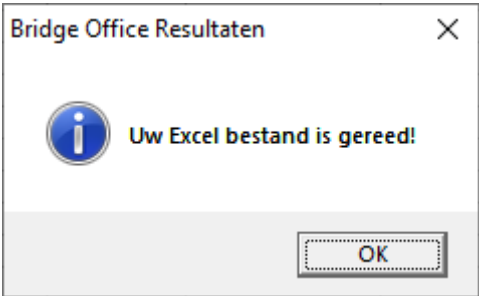 Bridge Office Resultaten
Uw Excel bestand is gereed!
OK